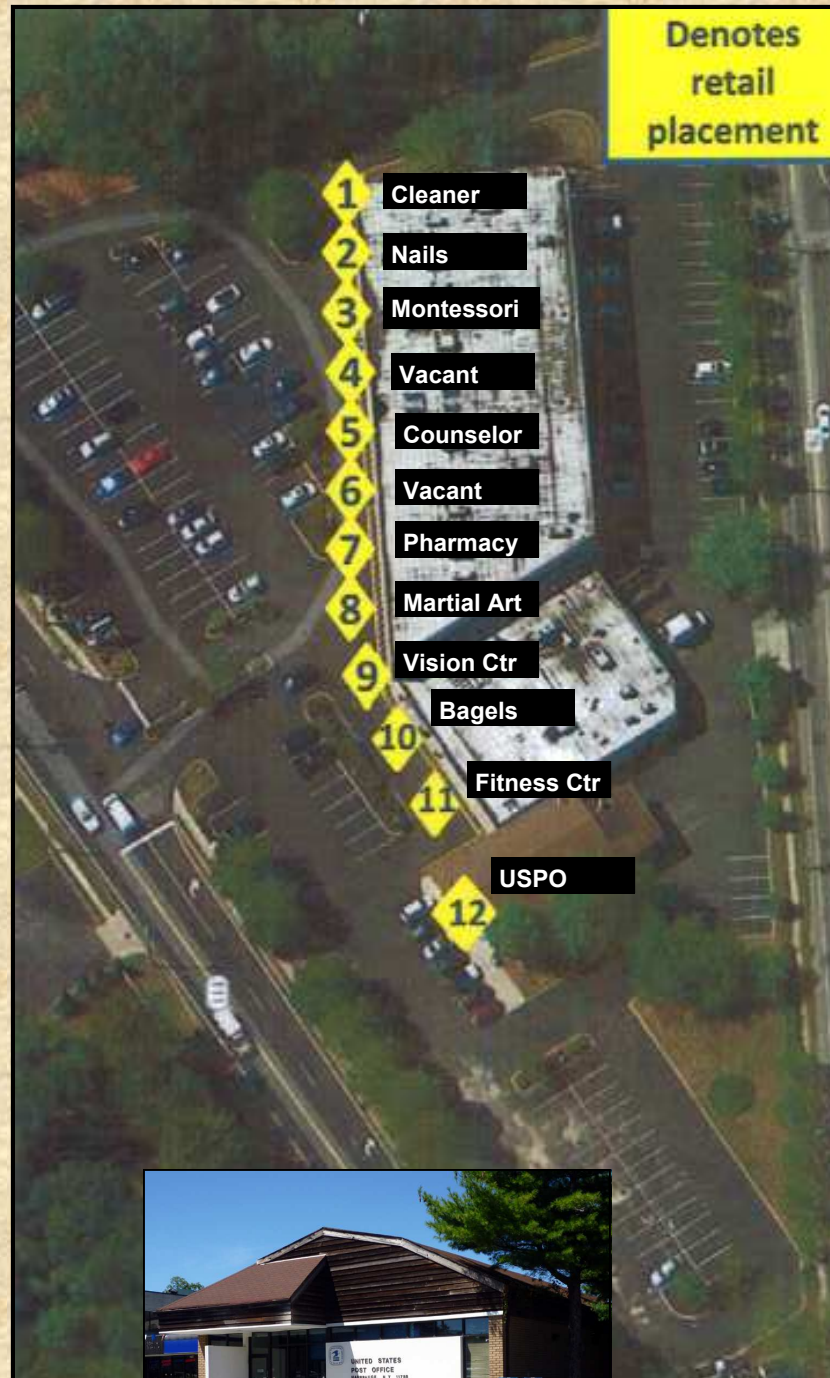 Denotes
retail
placement
1 Cleaner
2 Nails
3 Montessori
4 Vacant
5 Counselor
6 Vacant
7 Pharmacy
8 Martial Art
9 Vision Ctr
10 Bagels
11 Fitness Ctr
12 USPO
UNITED STATES
POST OFFICE